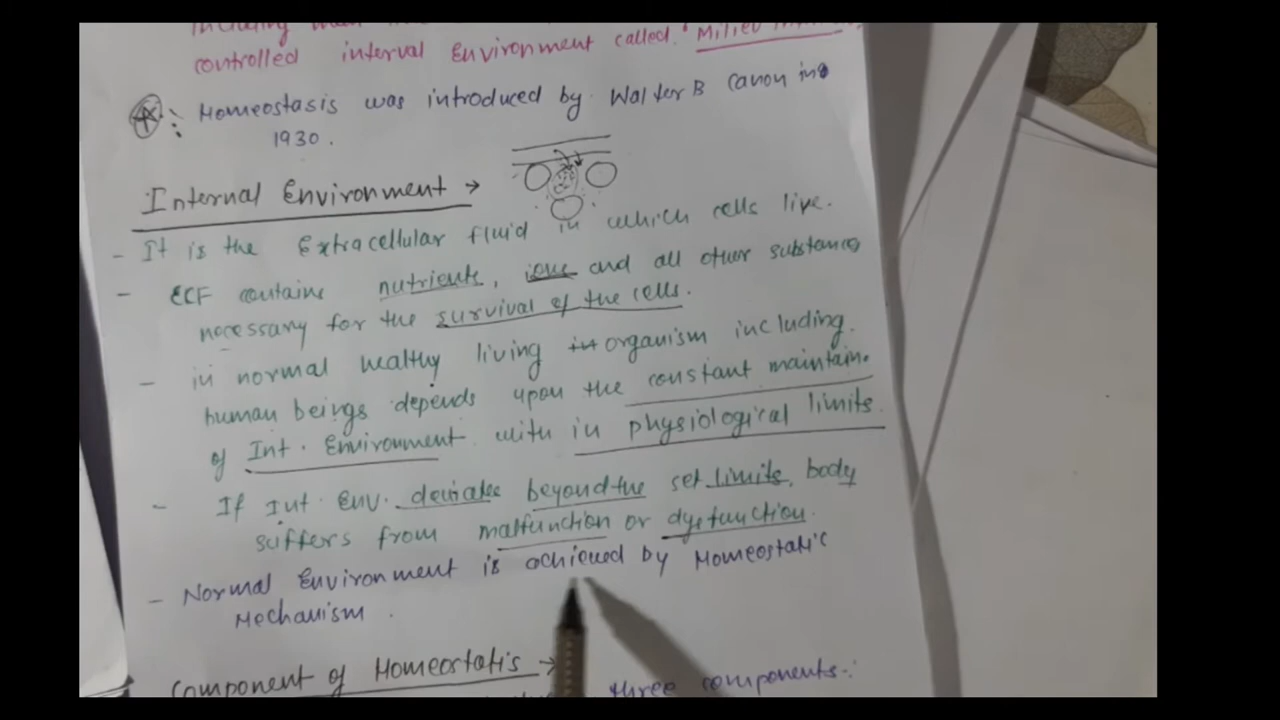 including
controlled interval Environment called. "Milieu
: Homeostasis was introduced by Walter B Canon in
1930.
Internal Environment →
- It is the Extracellular fluid in which cells live.
- ECF contains nutrients, ions and all other substances
necessary for the survival of the cells.
- in normal healthy living organism including.
human beings depends upon the constant maintain.
of Int. Environment with in physiological limits.
- If Int. Env. deviates beyond the set limits, body
suffers from malfunction or dysfunction.
- Normal Environment is achieved by Homeostatic
Mechanism.
Component of Homeostatis →
three components: